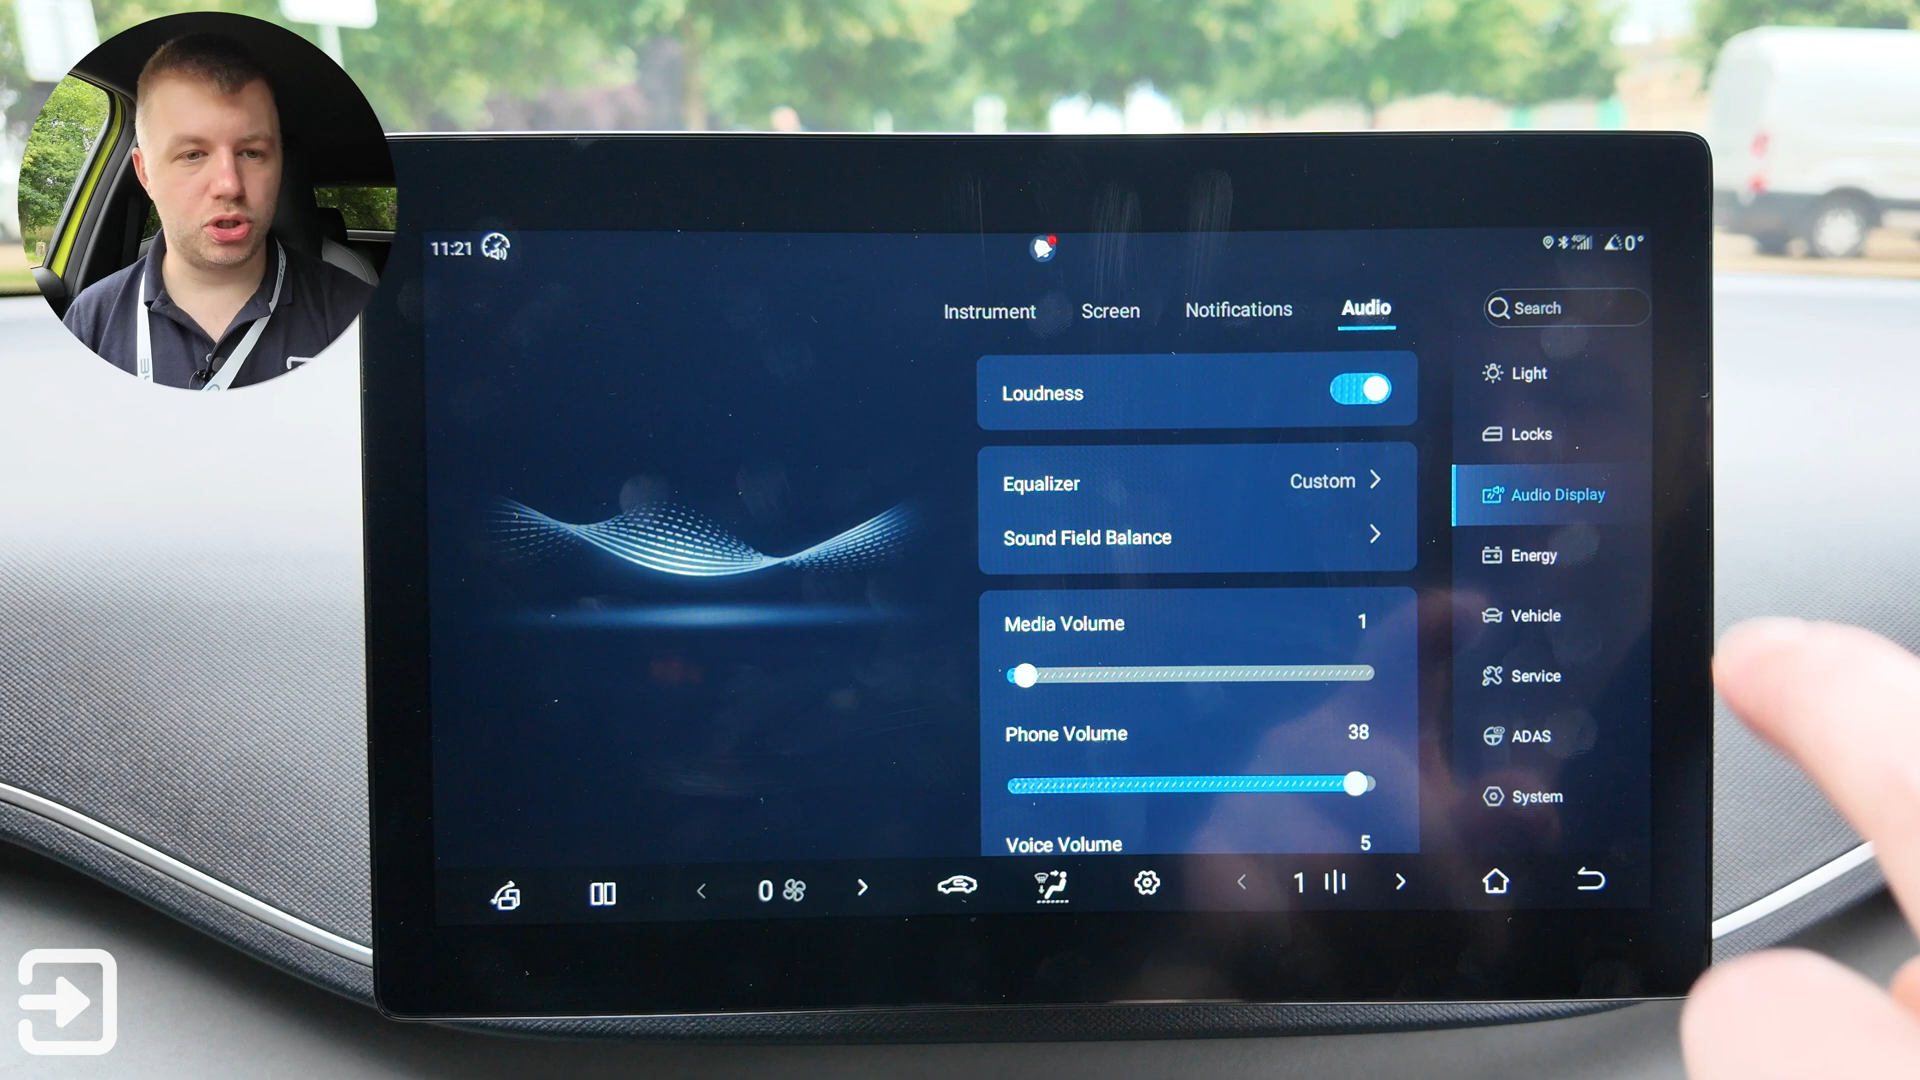 11:21
0°
Instrument Screen Notifications Audio
Search
Loudness
Equalizer Custom
Sound Field Balance
Media Volume 1
Phone Volume 38
Voice Volume 5
Light
Locks
Audio Display
Energy
Vehicle
Service
ADAS
System
0
1